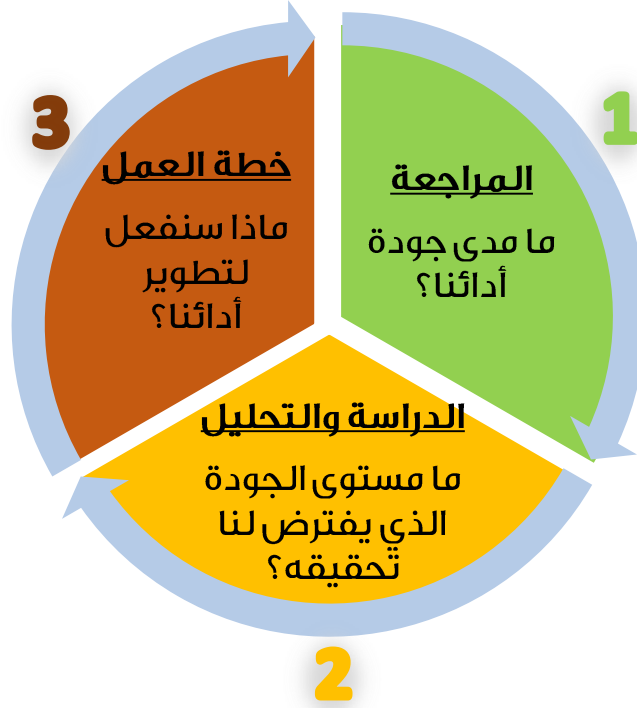 1
المراجعة
ما مدى جودة
أدائنا؟
2
الدراسة والتحليل
ما مستوى الجودة
الذي يفترض لنا
تحقيقه؟
3
خطة العمل
ماذا سنفعل
لتطوير
أدائنا؟